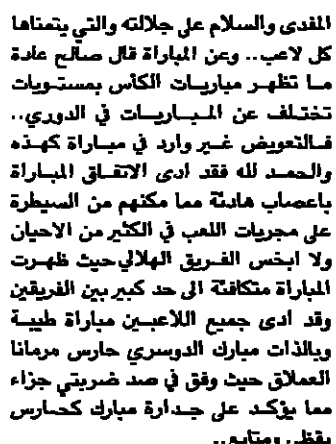 المفدى والسلام على جلالته والتي يتمناها
كل لاعب.. وعن المباراة قال صالح عادة
ما تظهر مباريات الكأس بمستويات
تختلف عن المباريات في الدوري..
فالتعويض غير وارد في مباراة كهذه
والحمد لله فقد ادى الاتفاق المباراة
باعصاب هادئة مما مكنهم من السيطرة
على مجريات اللعب في الكثير من الاحيان
ولا ابخس الفريق الهلالي حيث ظهرت
المباراة متكافئة الى حد كبير بين الفريقين
وقد ادى جميع اللاعبين مباراة طيبة
وبالذات مبارك الدوسري حارس مرمانا
العملاق حيث وفق في صد ضربتي جزاء
مما يؤكد على جدارة مبارك كحارس
يقظ ومتابع..